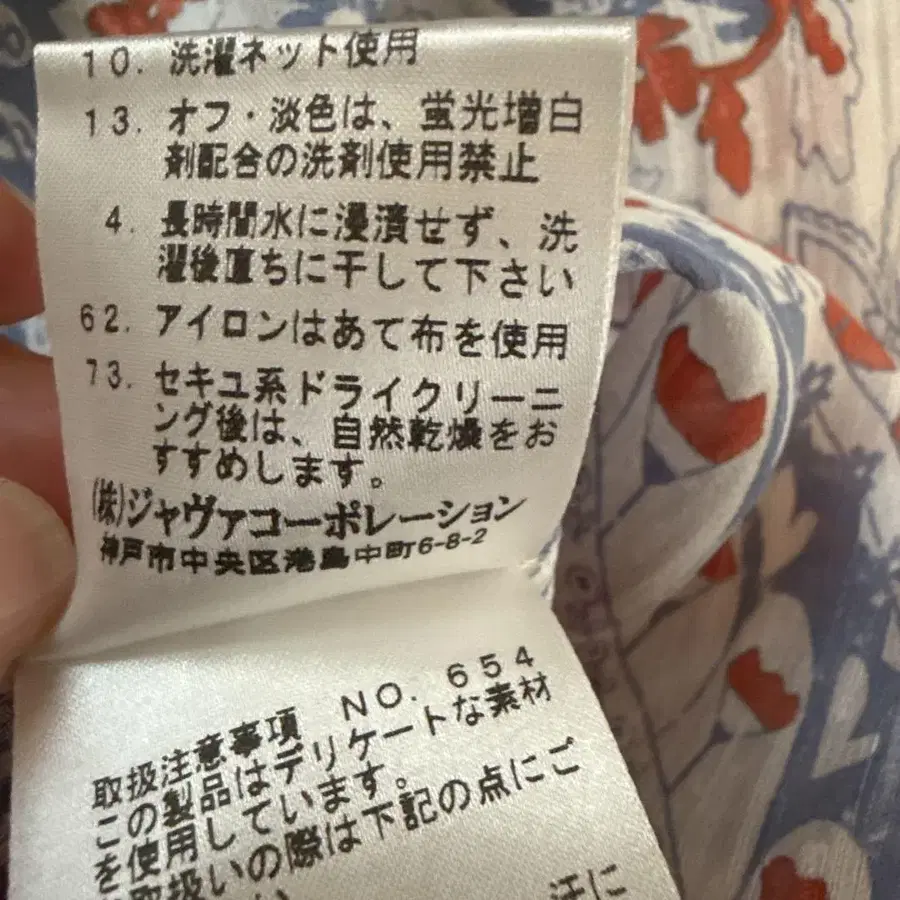 10. 洗濯ネット使用
13. オフ・淡色は、蛍光増白
剤配合の洗剤使用禁止
4. 長時間水に浸漬せず、洗
濯後直ちに干して下さい
62. アイロンはあて布を使用
73. セキユ系ドライクリーニ
ング後は、自然乾燥をお
すすめします。
(株)ジャヴァコーポレーション
神戸市中央区港島中町6-8-2
取扱注意事項 NO. 654
この製品はデリケートな素材
を使用しています。
取扱いの際は下記の点にご
汗に